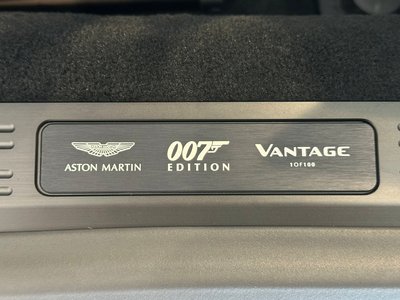 ASTON MARTIN
007
EDITION
VANTAGE
1 OF 100